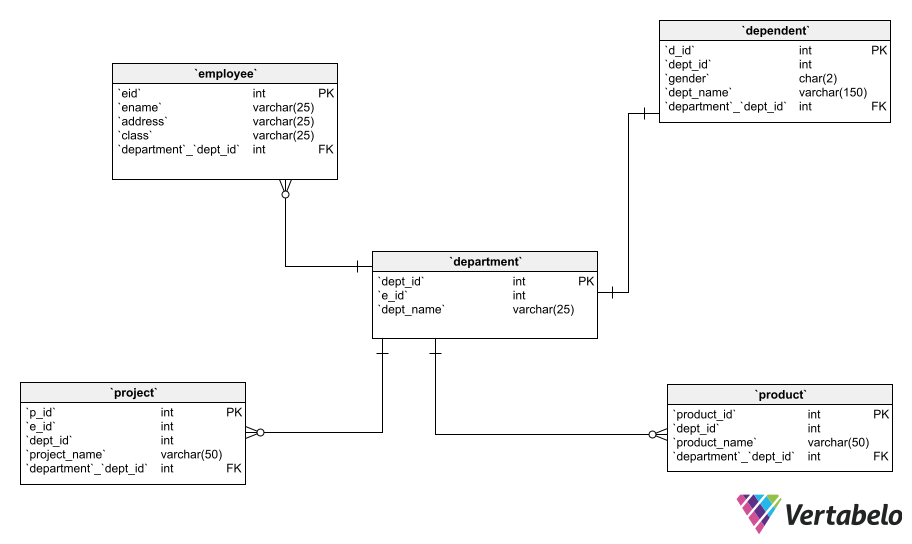 `dependent`
`d_id` int PK
`dept_id` int
`gender` char(2)
`dept_name` varchar(150)
`department`_`dept_id` int FK
`employee`
`eid` int PK
`ename` varchar(25)
`address` varchar(25)
`class` varchar(25)
`department`_`dept_id` int FK
`department`
`dept_id` int PK
`e_id` int
`dept_name` varchar(25)
`project`
`p_id` int PK
`e_id` int
`dept_id` int
`project_name` varchar(50)
`department`_`dept_id` int FK
`product`
`product_id` int PK
`dept_id` int
`product_name` varchar(50)
`department`_`dept_id` int FK
Vertabelo